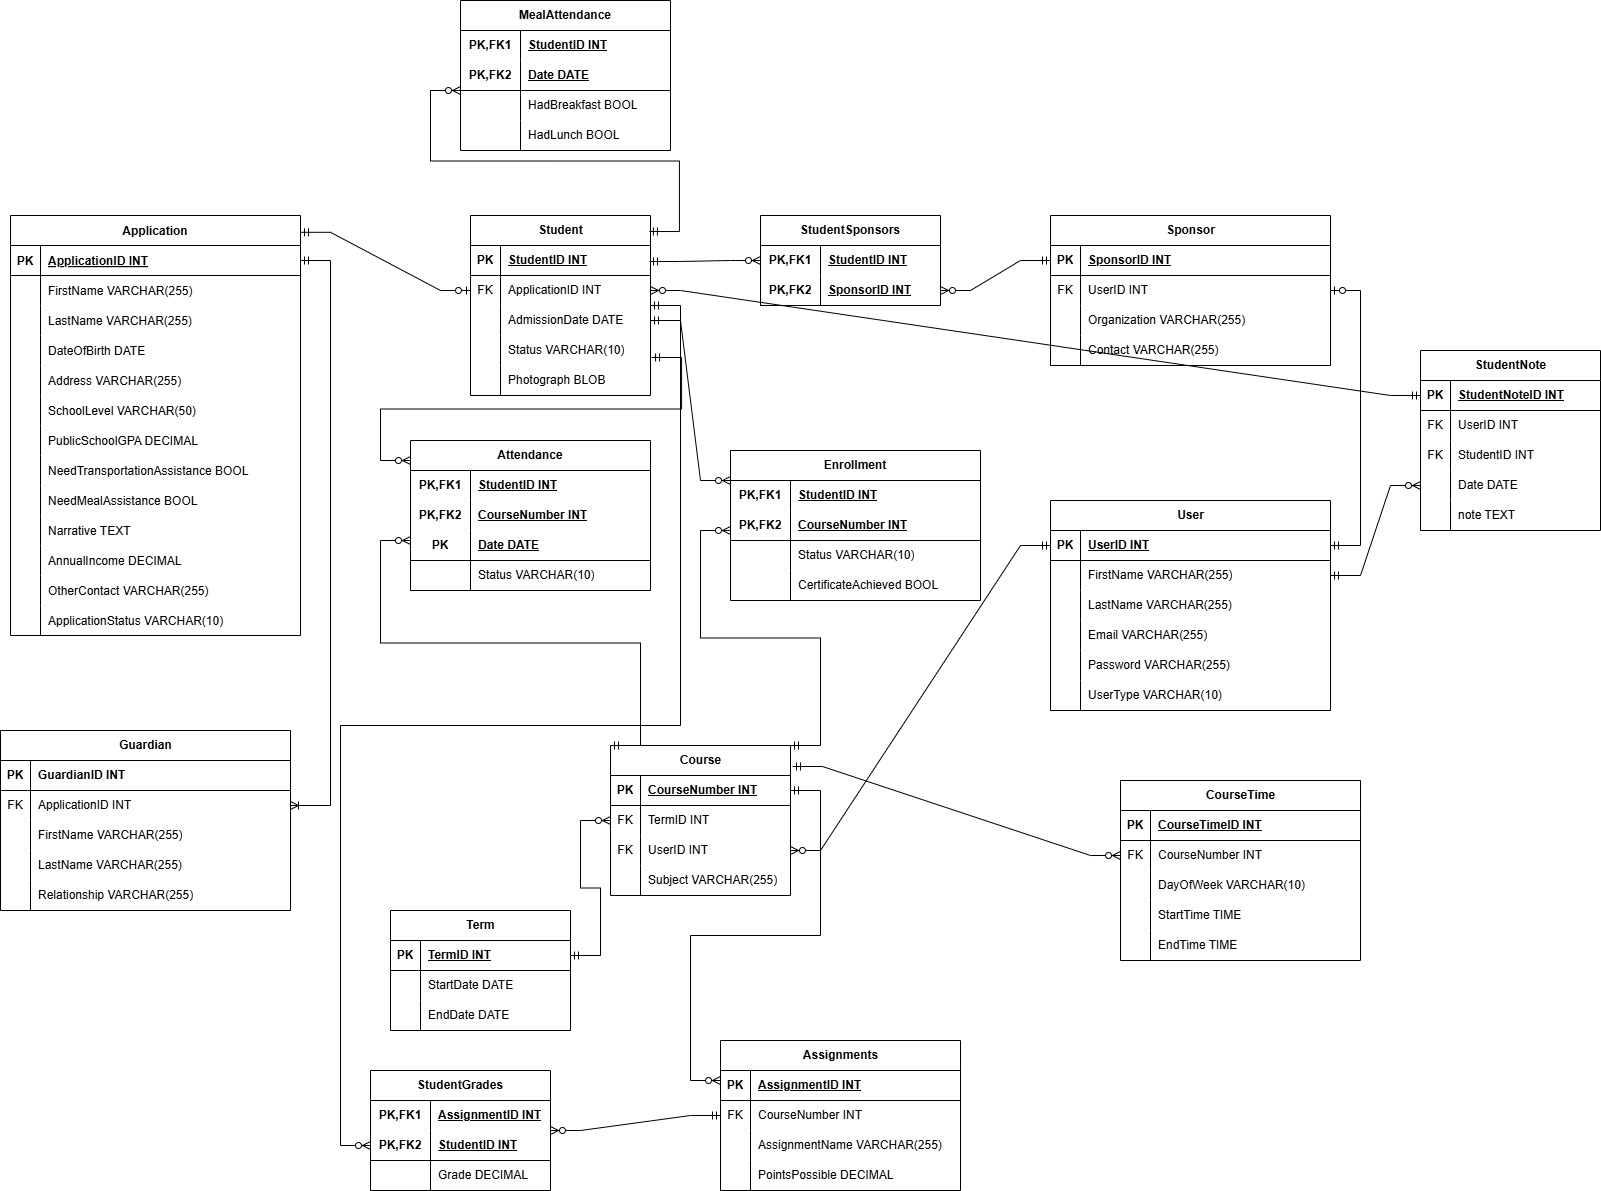 MealAttendance
PK,FK1 StudentID INT
PK,FK2 Date DATE
HadBreakfast BOOL
HadLunch BOOL
Application
PK ApplicationID INT
FirstName VARCHAR(255)
LastName VARCHAR(255)
DateOfBirth DATE
Address VARCHAR(255)
SchoolLevel VARCHAR(50)
PublicSchoolGPA DECIMAL
NeedTransportationAssistance BOOL
NeedMealAssistance BOOL
Narrative TEXT
AnnualIncome DECIMAL
OtherContact VARCHAR(255)
ApplicationStatus VARCHAR(10)
Student
PK StudentID INT
FK ApplicationID INT
AdmissionDate DATE
Status VARCHAR(10)
Photograph BLOB
StudentSponsors
PK,FK1 StudentID INT
PK,FK2 SponsorID INT
Sponsor
PK SponsorID INT
FK UserID INT
Organization VARCHAR(255)
Contact VARCHAR(255)
StudentNote
PK StudentNoteID INT
FK UserID INT
FK StudentID INT
Date DATE
note TEXT
Attendance
PK,FK1 StudentID INT
PK,FK2 CourseNumber INT
PK Date DATE
Status VARCHAR(10)
Enrollment
PK,FK1 StudentID INT
PK,FK2 CourseNumber INT
Status VARCHAR(10)
CertificateAchieved BOOL
User
PK UserID INT
FirstName VARCHAR(255)
LastName VARCHAR(255)
Email VARCHAR(255)
Password VARCHAR(255)
UserType VARCHAR(10)
Guardian
PK GuardianID INT
FK ApplicationID INT
FirstName VARCHAR(255)
LastName VARCHAR(255)
Relationship VARCHAR(255)
Course
PK CourseNumber INT
FK TermID INT
FK UserID INT
Subject VARCHAR(255)
CourseTime
PK CourseTimeID INT
FK CourseNumber INT
DayOfWeek VARCHAR(10)
StartTime TIME
EndTime TIME
Term
PK TermID INT
StartDate DATE
EndDate DATE
StudentGrades
PK,FK1 AssignmentID INT
PK,FK2 StudentID INT
Grade DECIMAL
Assignments
PK AssignmentID INT
FK CourseNumber INT
AssignmentName VARCHAR(255)
PointsPossible DECIMAL